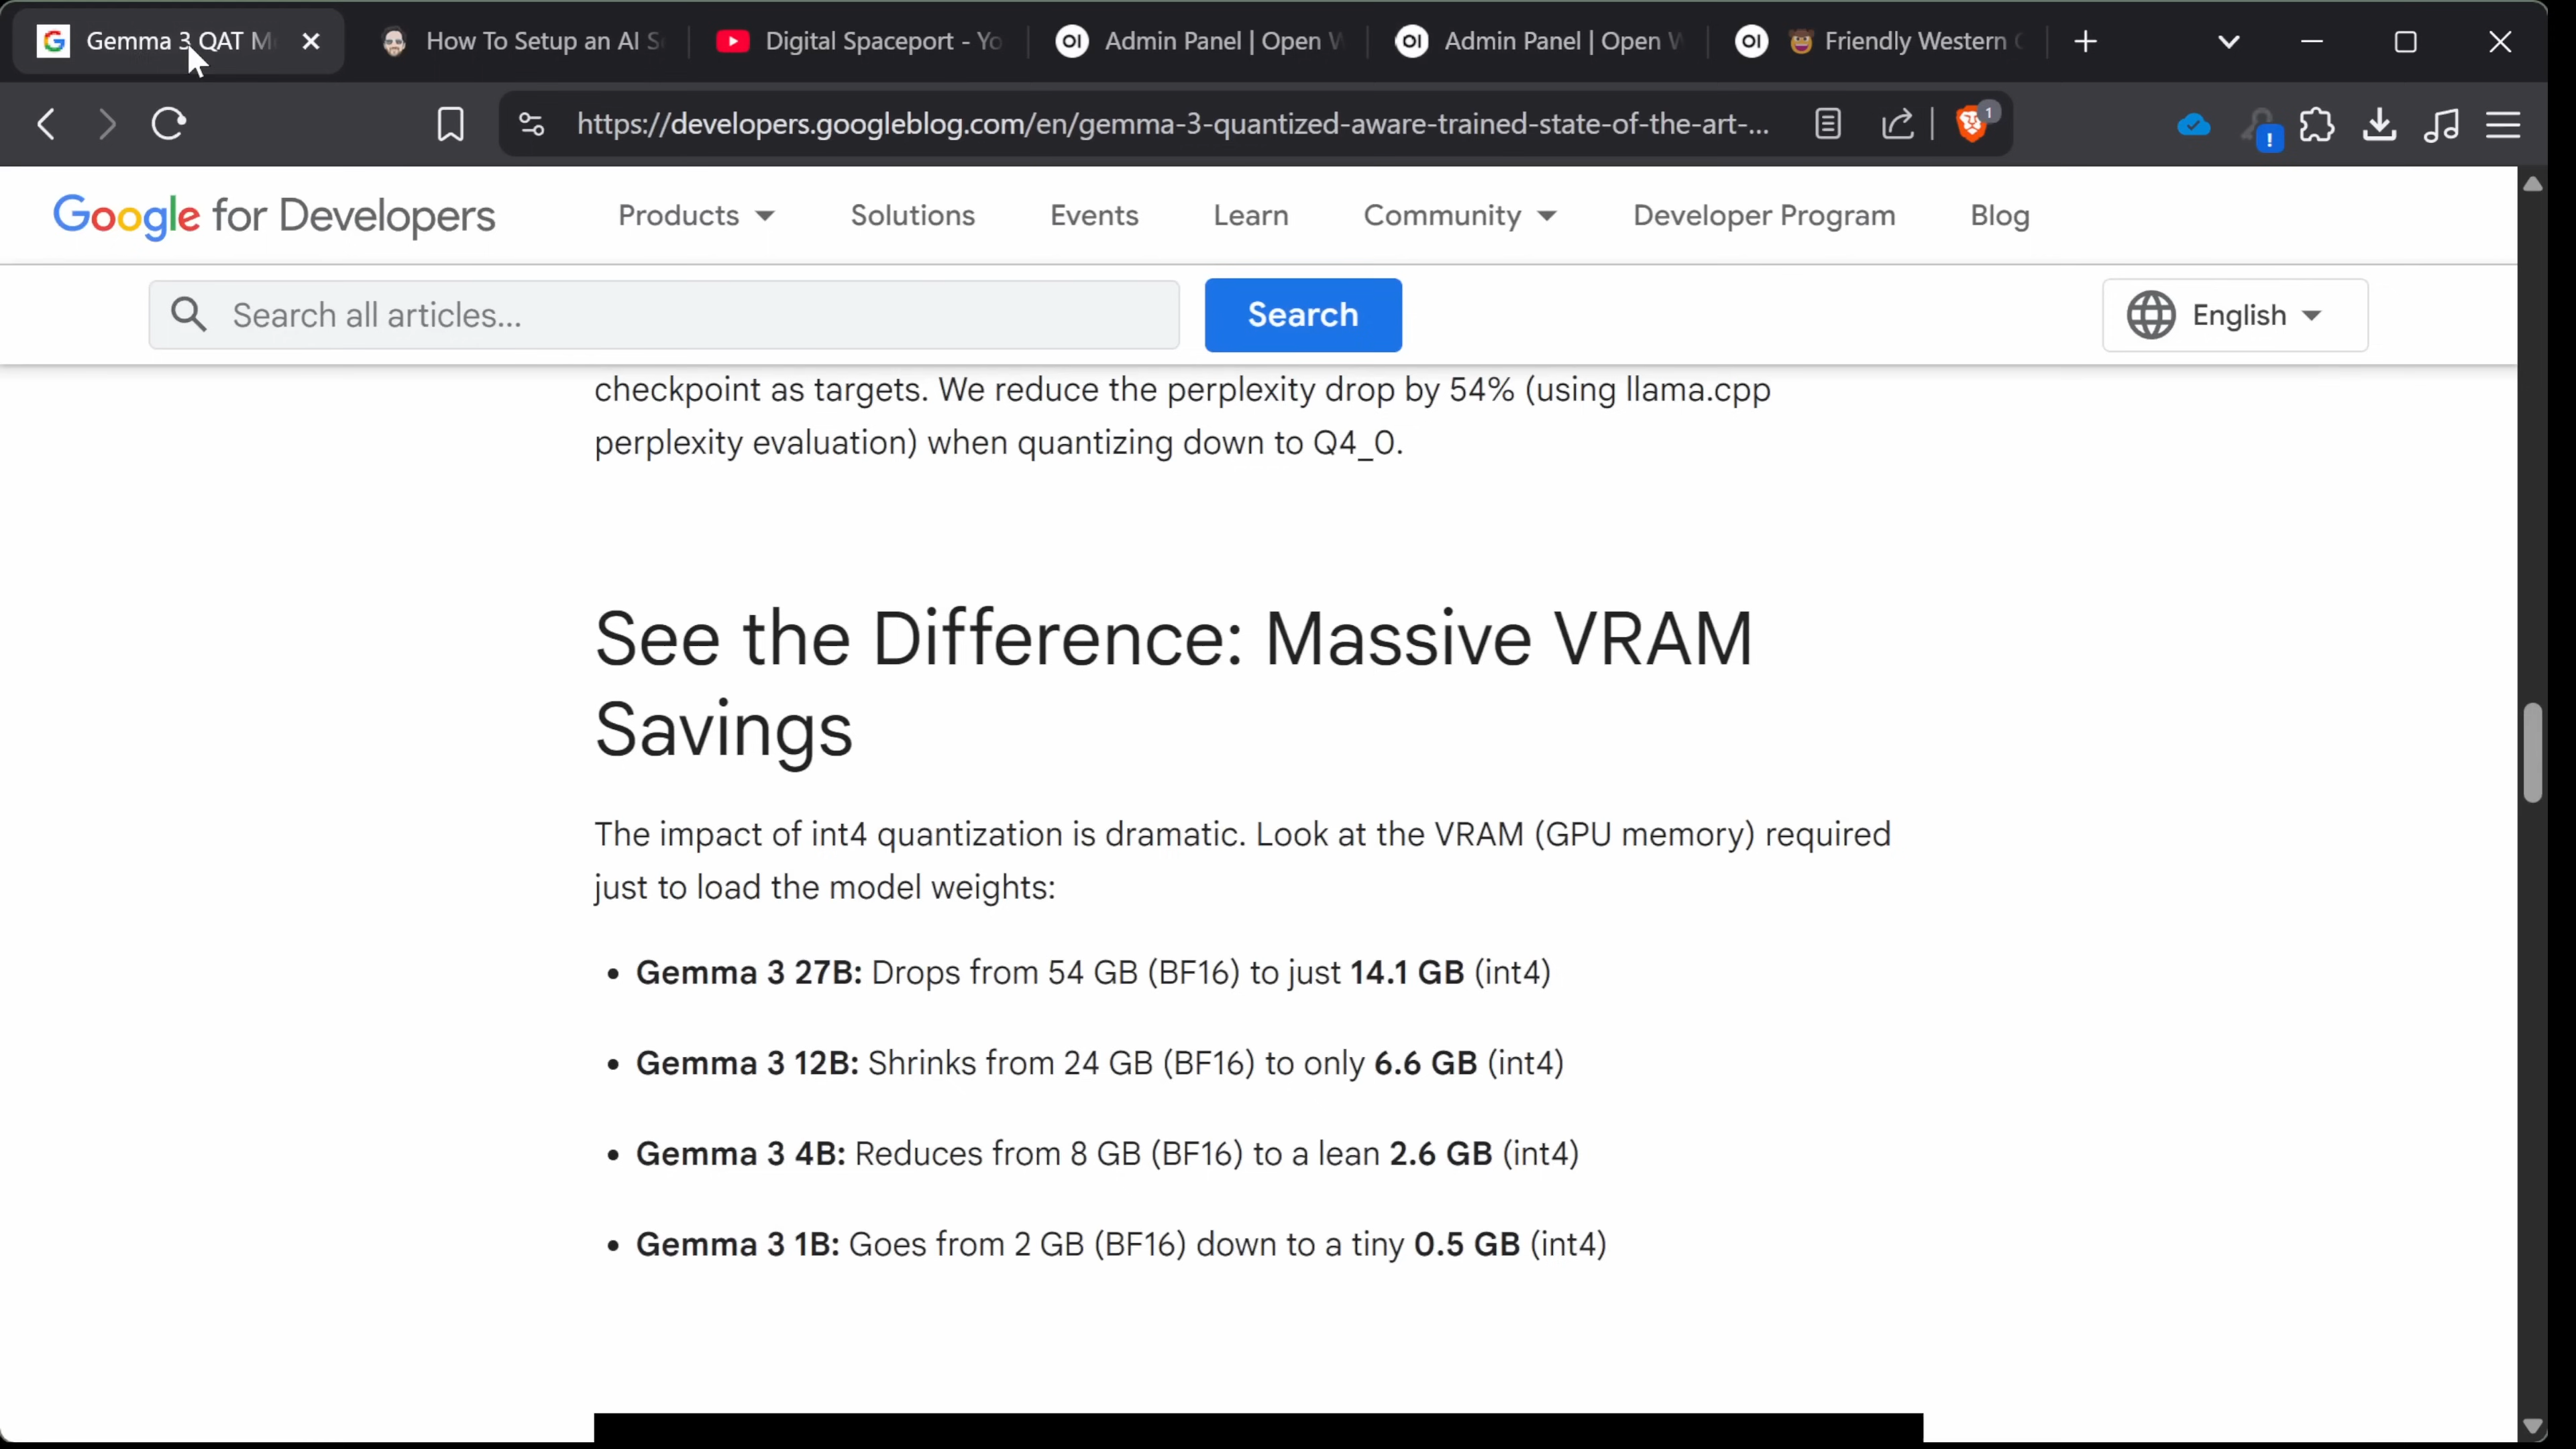 Gemma 3 QAT M
How To Setup an AI S
Digital Spaceport - Yo
OI
Admin Panel | Open W
OI
Admin Panel | Open W
OI
Friendly Western
https://developers.googleblog.com/en/gemma-3-quantized-aware-trained-state-of-the-art-...
1
Google for Developers
Products
Solutions
Events
Learn
Community
Developer Program
Blog
Search all articles...
Search
English
checkpoint as targets. We reduce the perplexity drop by 54% (using llama.cpp
perplexity evaluation) when quantizing down to Q4_0.
See the Difference: Massive VRAM
Savings
The impact of int4 quantization is dramatic. Look at the VRAM (GPU memory) required
just to load the model weights:
• Gemma 3 27B: Drops from 54 GB (BF16) to just 14.1 GB (int4)
• Gemma 3 12B: Shrinks from 24 GB (BF16) to only 6.6 GB (int4)
• Gemma 3 4B: Reduces from 8 GB (BF16) to a lean 2.6 GB (int4)
• Gemma 3 1B: Goes from 2 GB (BF16) down to a tiny 0.5 GB (int4)